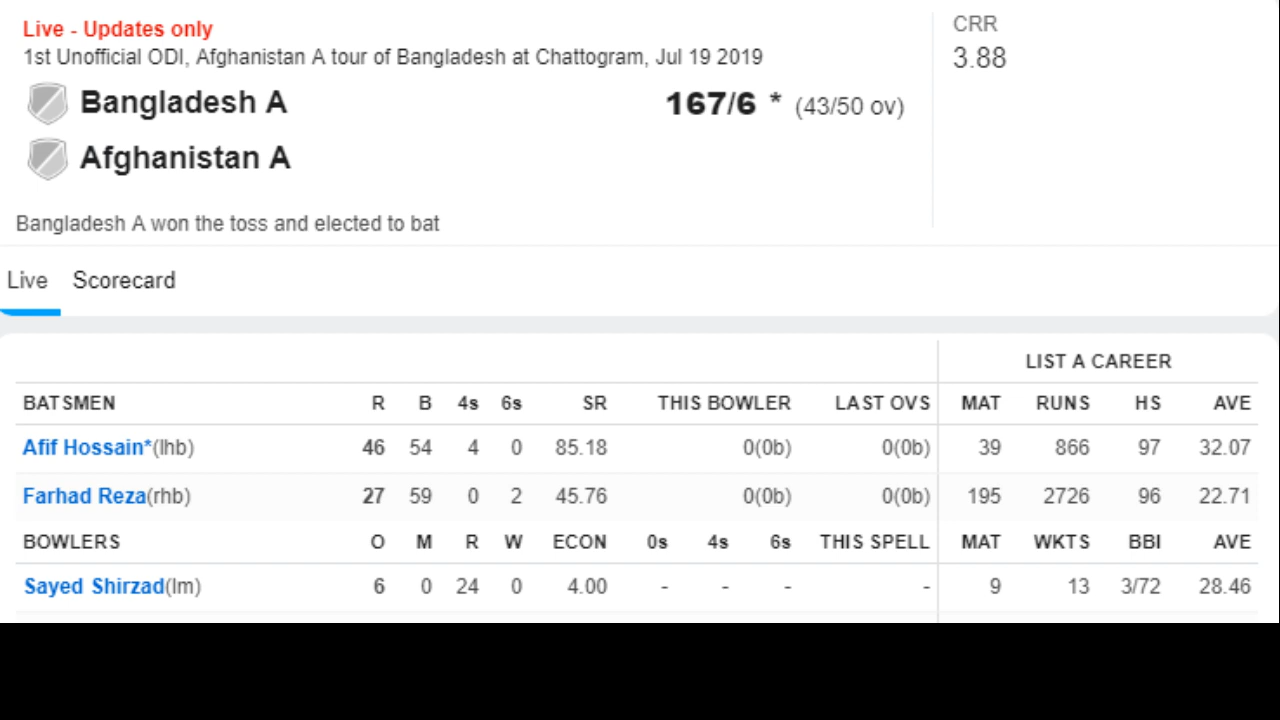 Live - Updates only
CRR
1st Unofficial ODI, Afghanistan A tour of Bangladesh at Chattogram, Jul 19 2019
3.88
Bangladesh A 167/6 * (43/50 ov)
Afghanistan A
Bangladesh A won the toss and elected to bat
Live Scorecard
LIST A CAREER
BATSMEN R B 4s 6s SR THIS BOWLER LAST OVS MAT RUNS HS AVE
Afif Hossain*(lhb) 46 54 4 0 85.18 0(0b) 0(0b) 39 866 97 32.07
Farhad Reza(rhb) 27 59 0 2 45.76 0(0b) 0(0b) 195 2726 96 22.71
BOWLERS O M R W ECON 0s 4s 6s THIS SPELL MAT WKTS BBI AVE
Sayed Shirzad(lm) 6 0 24 0 4.00 - - - - 9 13 3/72 28.46